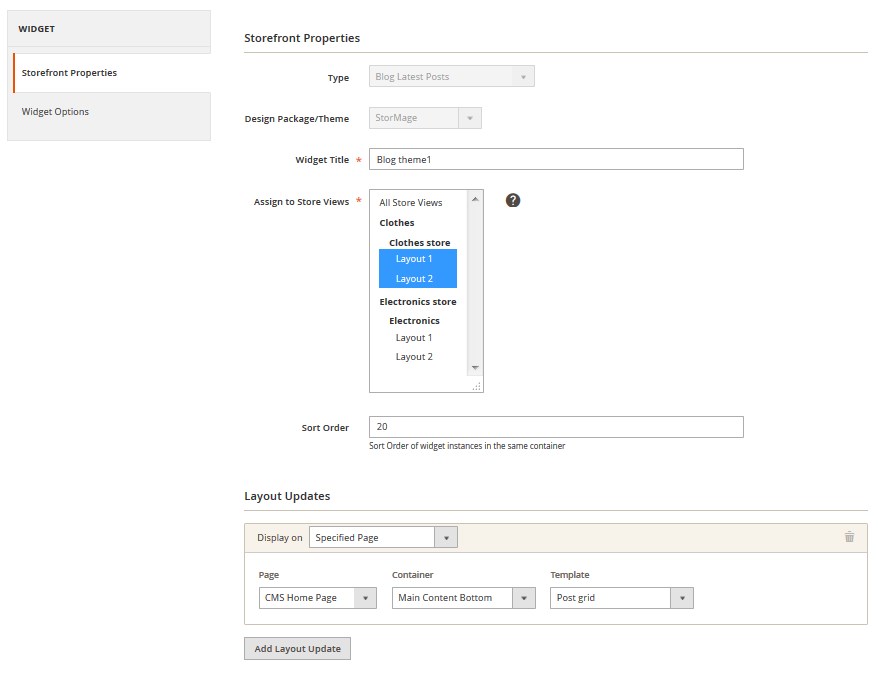 WIDGET
Storefront Properties
Widget Options
Storefront Properties
Type Blog Latest Posts
Design Package/Theme StorMage
Widget Title * Blog theme1
Assign to Store Views * All Store Views ?
Clothes
Clothes store
Layout 1
Layout 2
Electronics store
Electronics
Layout 1
Layout 2
Sort Order 20
Sort Order of widget instances in the same container
Layout Updates
Display on Specified Page
Page Container Template
CMS Home Page Main Content Bottom Post grid
Add Layout Update